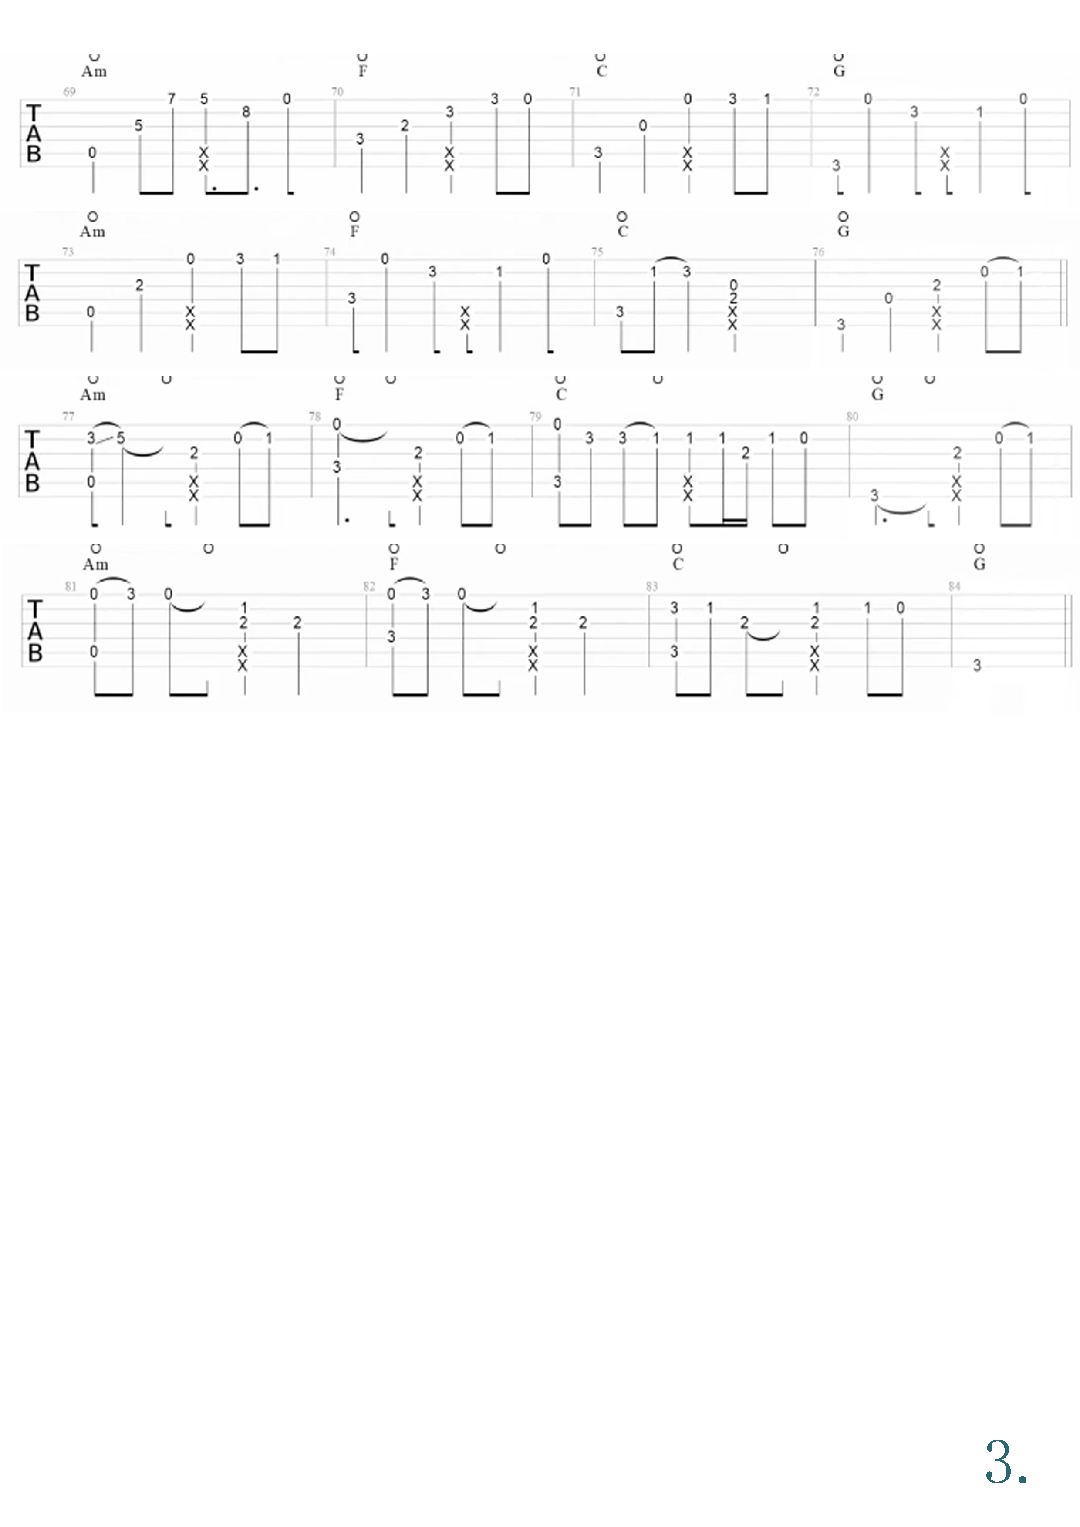 Am F C G
69 70 71 72
7 5 0 3 0 0 3 1 0 0
8 3 3 1
T 5 2 0
A 3
B 0 X 3 X X
X X X 3 X
Am F C G
73 74 75 76
0 3 1 0 0
3 1 1 3 0 1
T 2 0 2
A 3 2 0
B 0 X X 3 X X
X X X 3 X
Am F C G
77 78 79 80
0 0
3 5 0 1 0 1 3 3 1 1 1 1 0 0 1
T 2 2 2 2
A 3
B 0 X X 3 X X
X X X 3 X
Am F C G
81 82 83 84
0 3 0 0 3 0
1 1 3 1 1 1 0
T 2 2 2 2 2 2
A 3
B 0 X X 3 X
X X X 3
3.